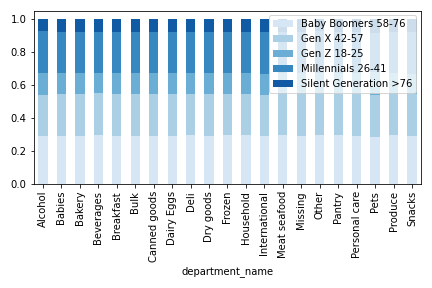 1.0
0.8
0.6
0.4
0.2
0.0
Baby Boomers 58-76
Gen X 42-57
Gen Z 18-25
Millennials 26-41
Silent Generation >76
Alcohol
Babies
Bakery
Beverages
Breakfast
Bulk
Canned goods
Dairy Eggs
Deli
Dry goods
Frozen
Household
International
Meat seafood
Missing
Other
Pantry
Personal care
Pets
Produce
Snacks
department_name